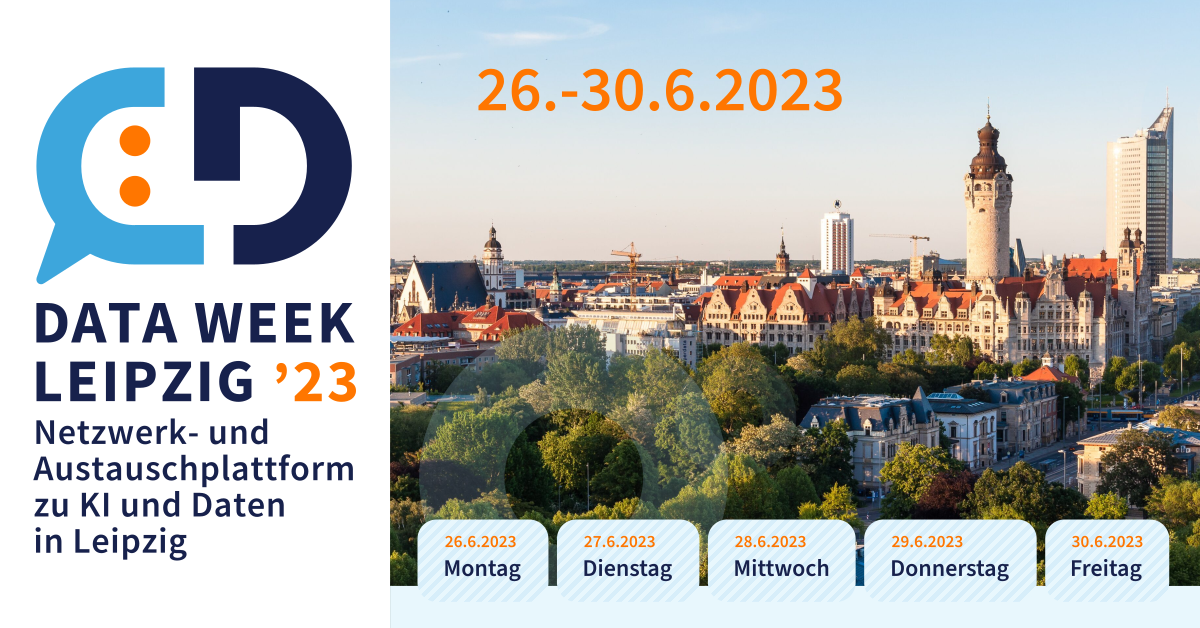 DATA WEEK
LEIPZIG ’23
Netzwerk- und
Austauschplattform
zu KI und Daten
in Leipzig
26.-30.6.2023
26.6.2023
Montag
27.6.2023
Dienstag
28.6.2023
Mittwoch
29.6.2023
Donnerstag
30.6.2023
Freitag